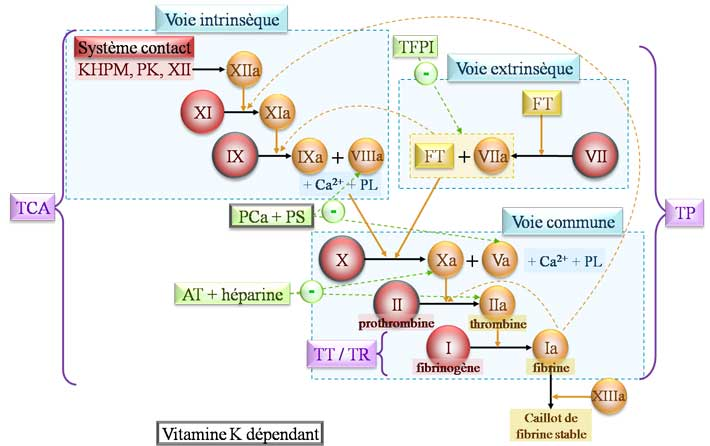 Voie intrinsèque
Système contact
KHPM, PK, XII
XIIa
TFPI
-
Voie extrinsèque
XI
XIa
FT
IX
IXa + VIIIa
FT + VIIa
VII
+ Ca²⁺ + PL
TCA
PCa + PS
-
Voie commune
TP
X
Xa + Va
+ Ca²⁺ + PL
AT + héparine
-
II
prothrombine
IIa
thrombine
TT / TR
I
fibrinogène
Ia
fibrine
XIIIa
Caillot de
fibrine stable
Vitamine K dépendant